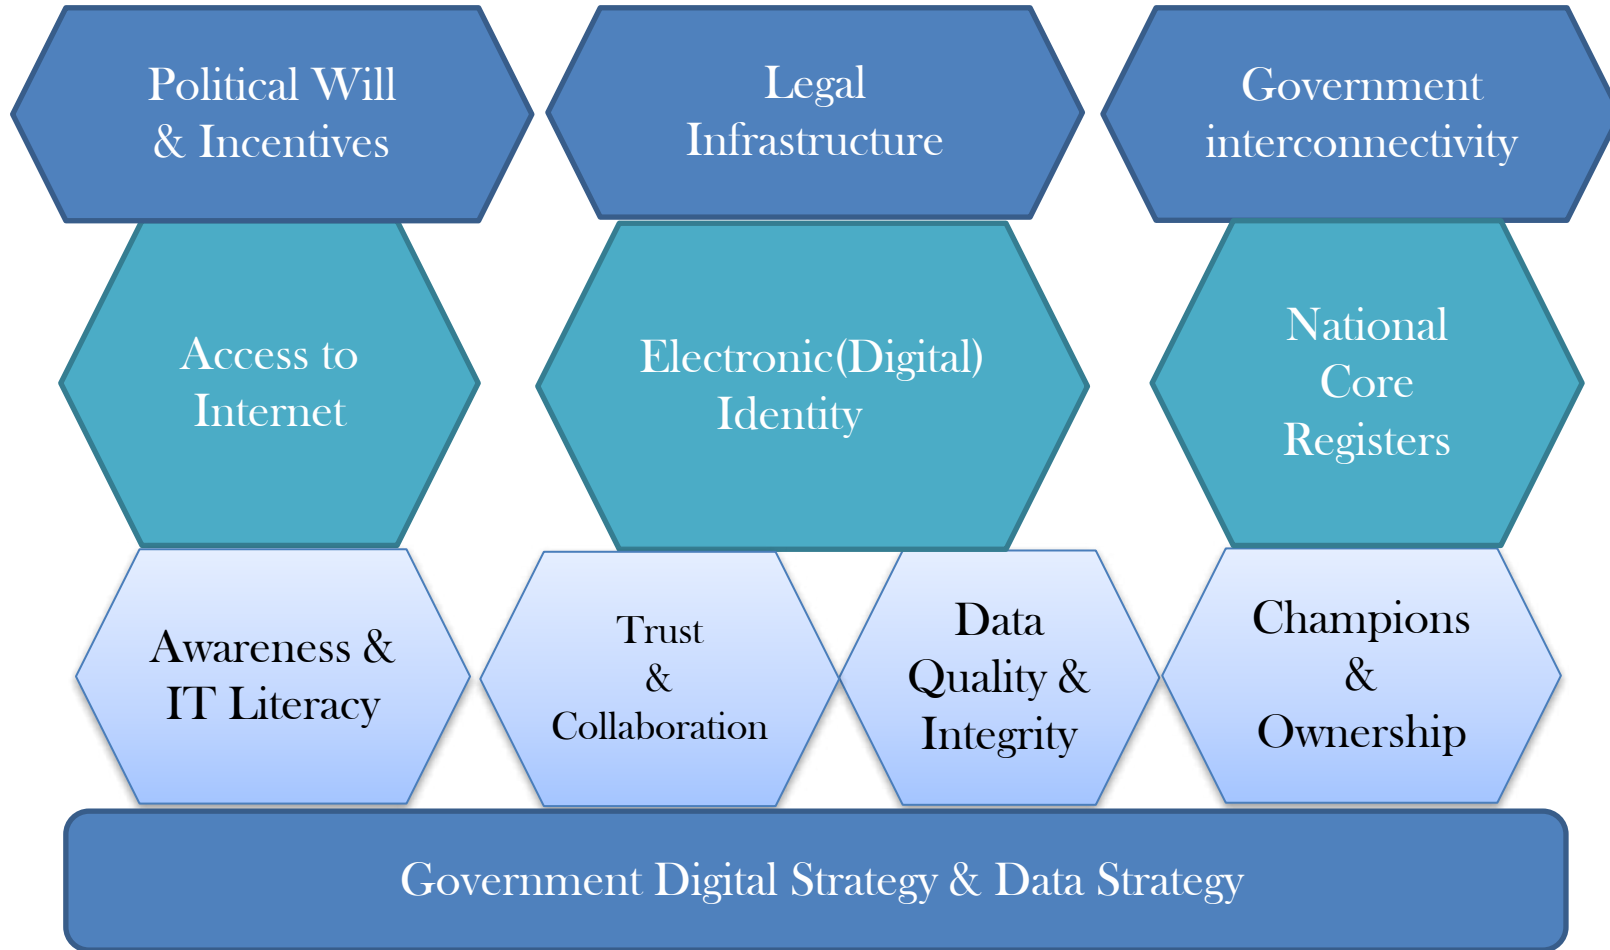 Political Will
& Incentives
Legal
Infrastructure
Government
interconnectivity
Access to
Internet
Electronic(Digital)
Identity
National
Core
Registers
Awareness &
IT Literacy
Trust
&
Collaboration
Data
Quality &
Integrity
Champions
&
Ownership
Government Digital Strategy & Data Strategy